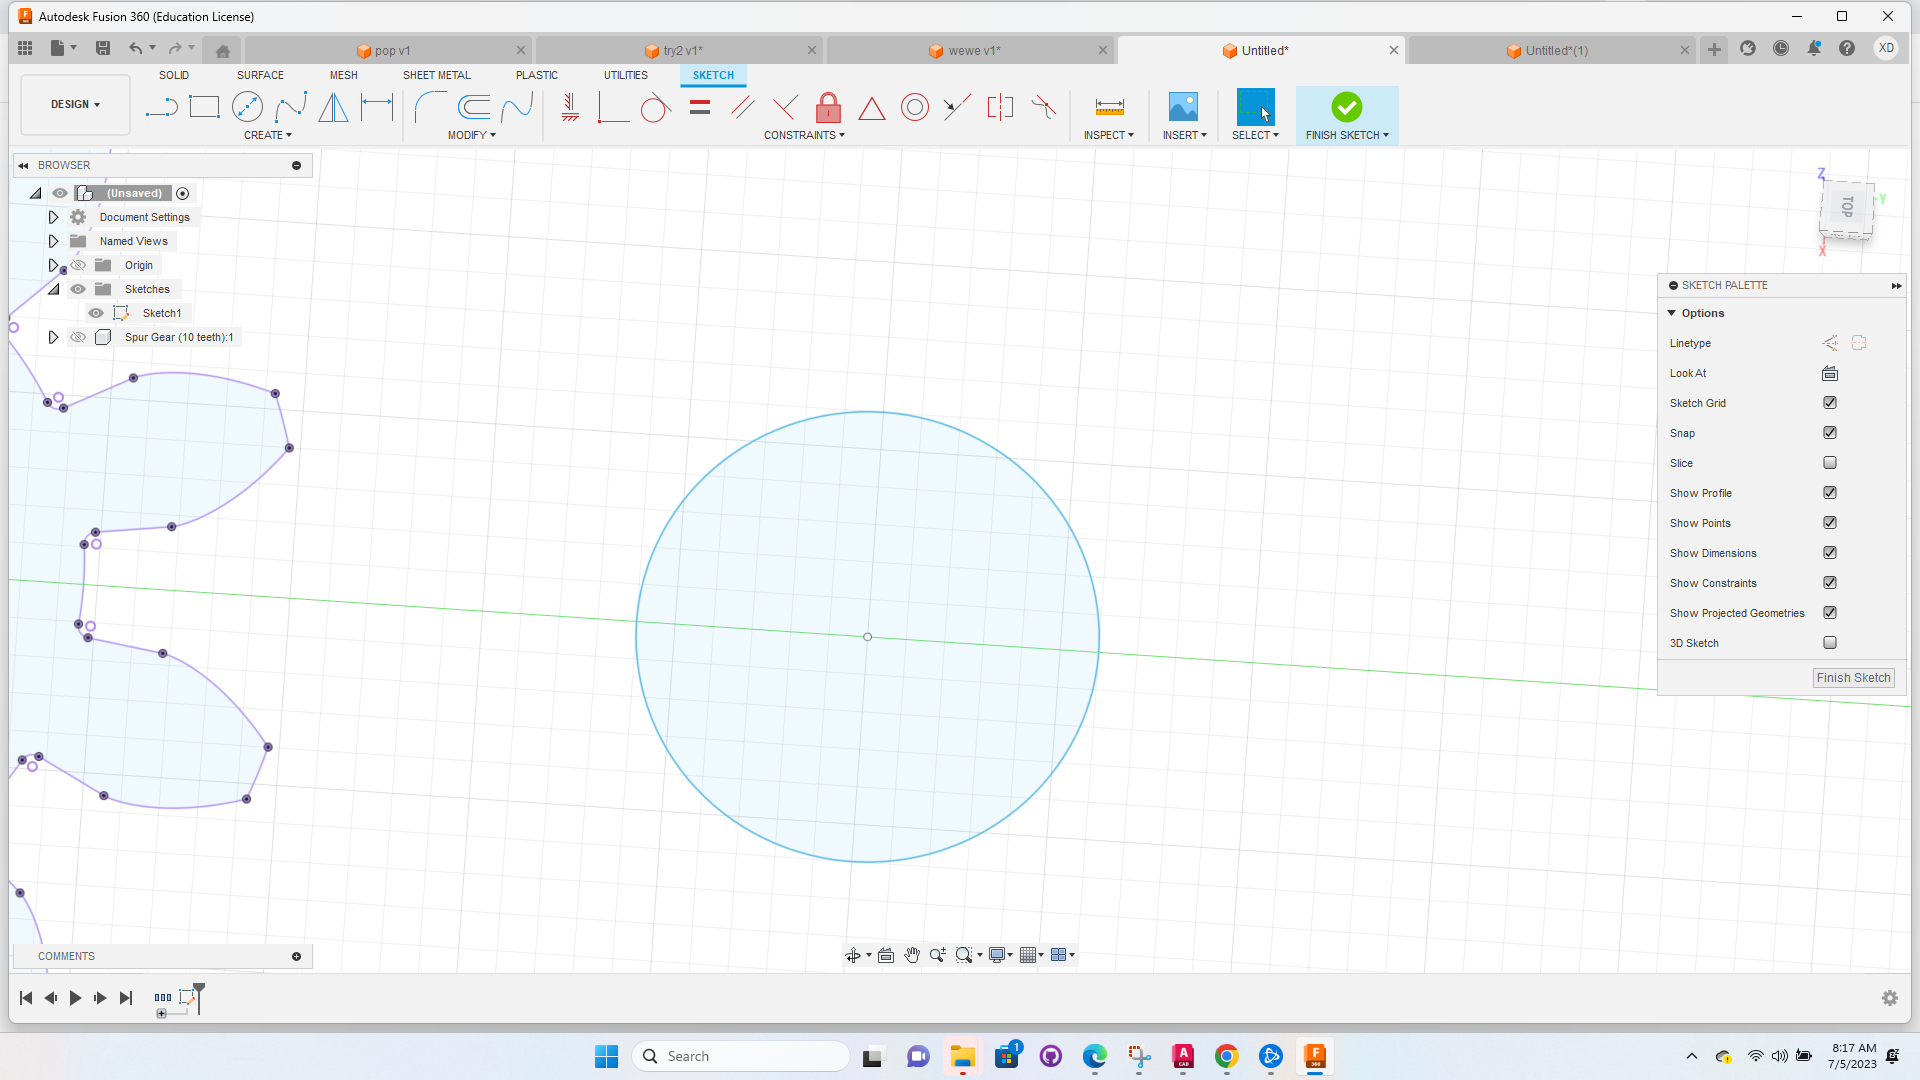 Autodesk Fusion 360 (Education License)
pop v1
try2 v1*
wewe v1*
Untitled*
Untitled*(1)
XD
SOLID
SURFACE
MESH
SHEET METAL
PLASTIC
UTILITIES
SKETCH
DESIGN
CREATE
MODIFY
CONSTRAINTS
INSPECT
INSERT
SELECT
FINISH SKETCH
BROWSER
(Unsaved)
Document Settings
Named Views
Origin
Sketches
Sketch1
Spur Gear (10 teeth):1
Z
Y
TOP
X
SKETCH PALETTE
Options
Linetype
Look At
Sketch Grid
Snap
Slice
Show Profile
Show Points
Show Dimensions
Show Constraints
Show Projected Geometries
3D Sketch
Finish Sketch
COMMENTS
Search
1
A
CAD
F
360
8:17 AM
7/5/2023